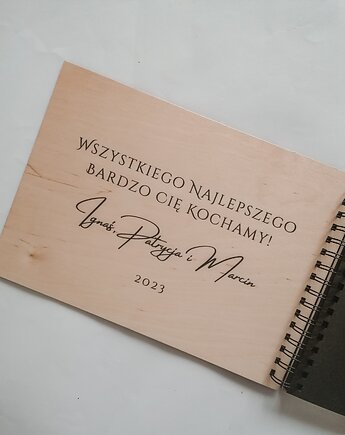 Wszystkiego Najlepszego
Bardzo Cię Kochamy!
Ignaś, Patrycja i Marcin
2023